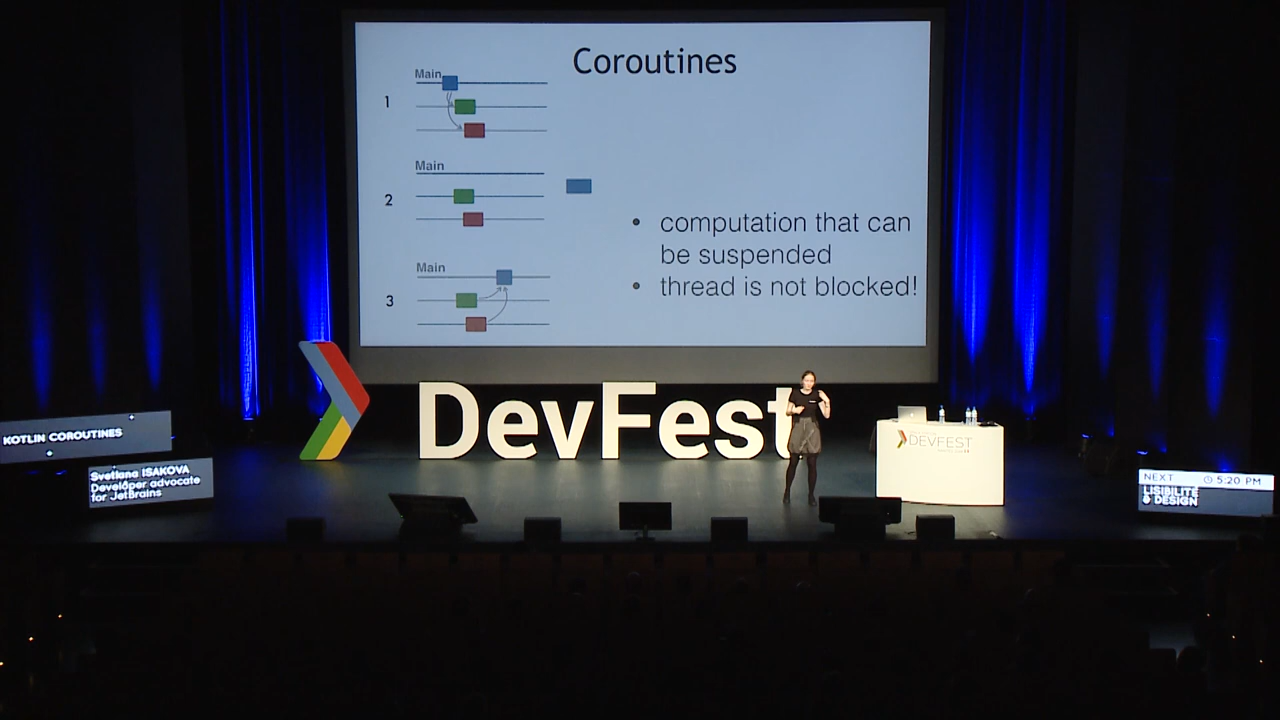 Coroutines
Main
1
Main
2
Main
3
• computation that can
be suspended
• thread is not blocked!
DevFest
DEVFEST
KOTLIN COROUTINES
Svetlana ISAKOVA
Developer advocate
for JetBrains
NEXT 5:20 PM
LISIBILITÉ
& DESIGN